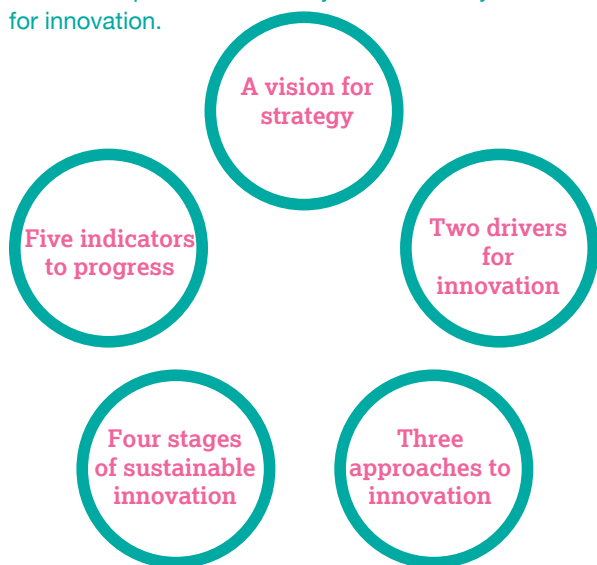 for innovation.
A vision for
strategy
Two drivers
for
innovation
Three
approaches to
innovation
Four stages
of sustainable
innovation
Five indicators
to progress